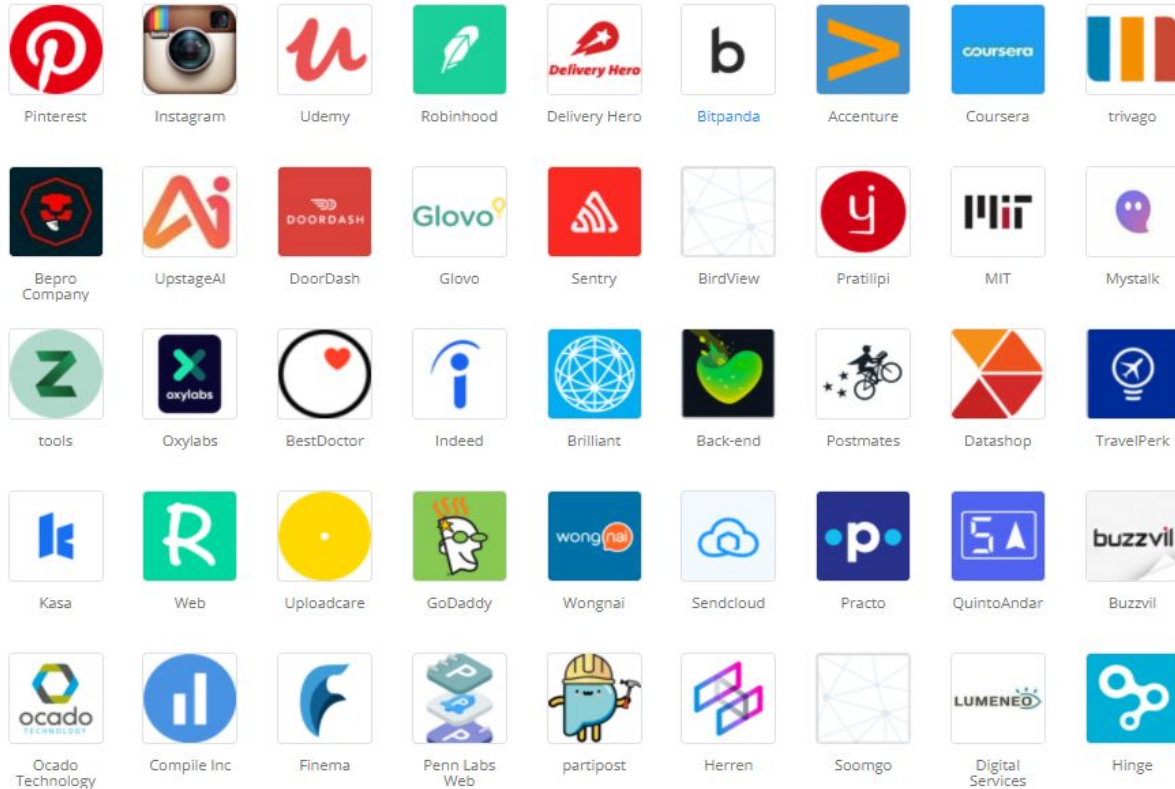 Delivery Hero
b
coursera
Pinterest
Instagram
Udemy
Robinhood
Delivery Hero
Bitpanda
Accenture
Coursera
trivago
Ai
DOORDASH
Glovo
MiT
Bepro
Company
UpstageAI
DoorDash
Glovo
Sentry
BirdView
Pratilipi
MIT
Mystalk
Z
oxylabs
tools
Oxylabs
BestDoctor
Indeed
Brilliant
Back-end
Postmates
Datashop
TravelPerk
R
wongnai
p
buzzvil
Kasa
Web
Uploadcare
GoDaddy
Wongnai
Sendcloud
Practo
QuintoAndar
Buzzvil
ocado
TECHNOLOGY
P
P
LUMENEO
Ocado
Technology
Compile Inc
Finema
Penn Labs
Web
partipost
Herren
Soomgo
Digital
Services
Hinge